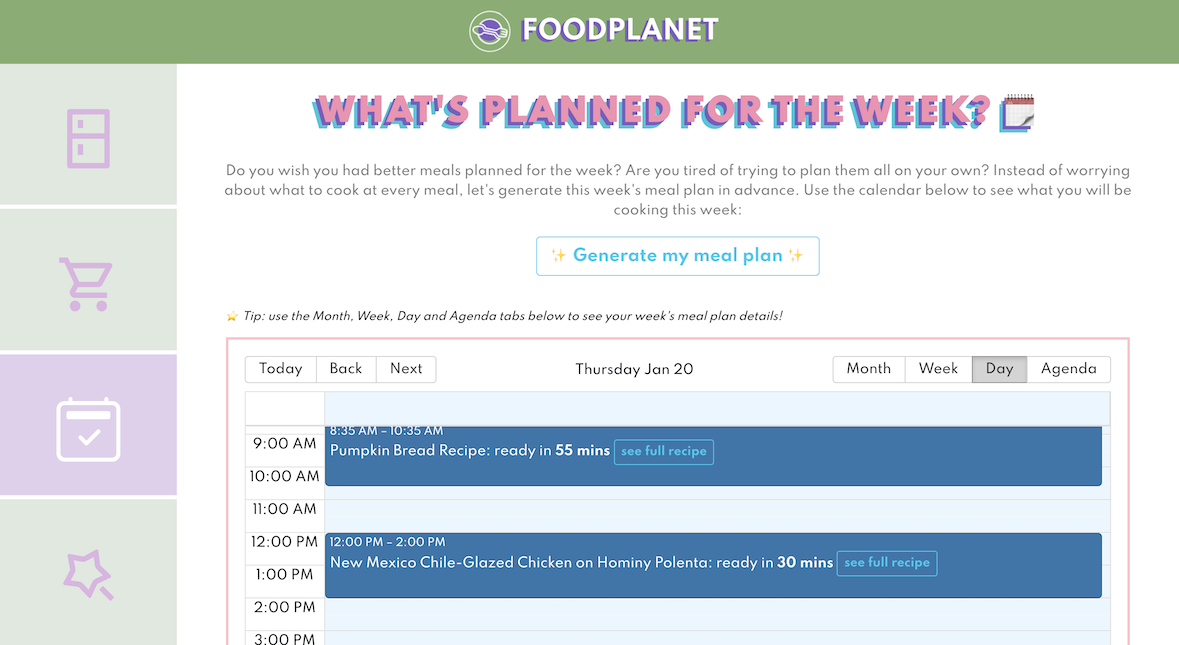 FOODPLANET
WHAT'S PLANNED FOR THE WEEK?
Do you wish you had better meals planned for the week? Are you tired of trying to plan them all on your own? Instead of worrying
about what to cook at every meal, let's generate this week's meal plan in advance. Use the calendar below to see what you will be
cooking this week:
✨ Generate my meal plan ✨
⭐ Tip: use the Month, Week, Day and Agenda tabs below to see your week's meal plan details!
Today Back Next Thursday Jan 20 Month Week Day Agenda
8:35 AM – 10:35 AM
9:00 AM Pumpkin Bread Recipe: ready in 55 mins see full recipe
10:00 AM
11:00 AM
12:00 PM 12:00 PM – 2:00 PM
New Mexico Chile-Glazed Chicken on Hominy Polenta: ready in 30 mins see full recipe
1:00 PM
2:00 PM
3:00 PM